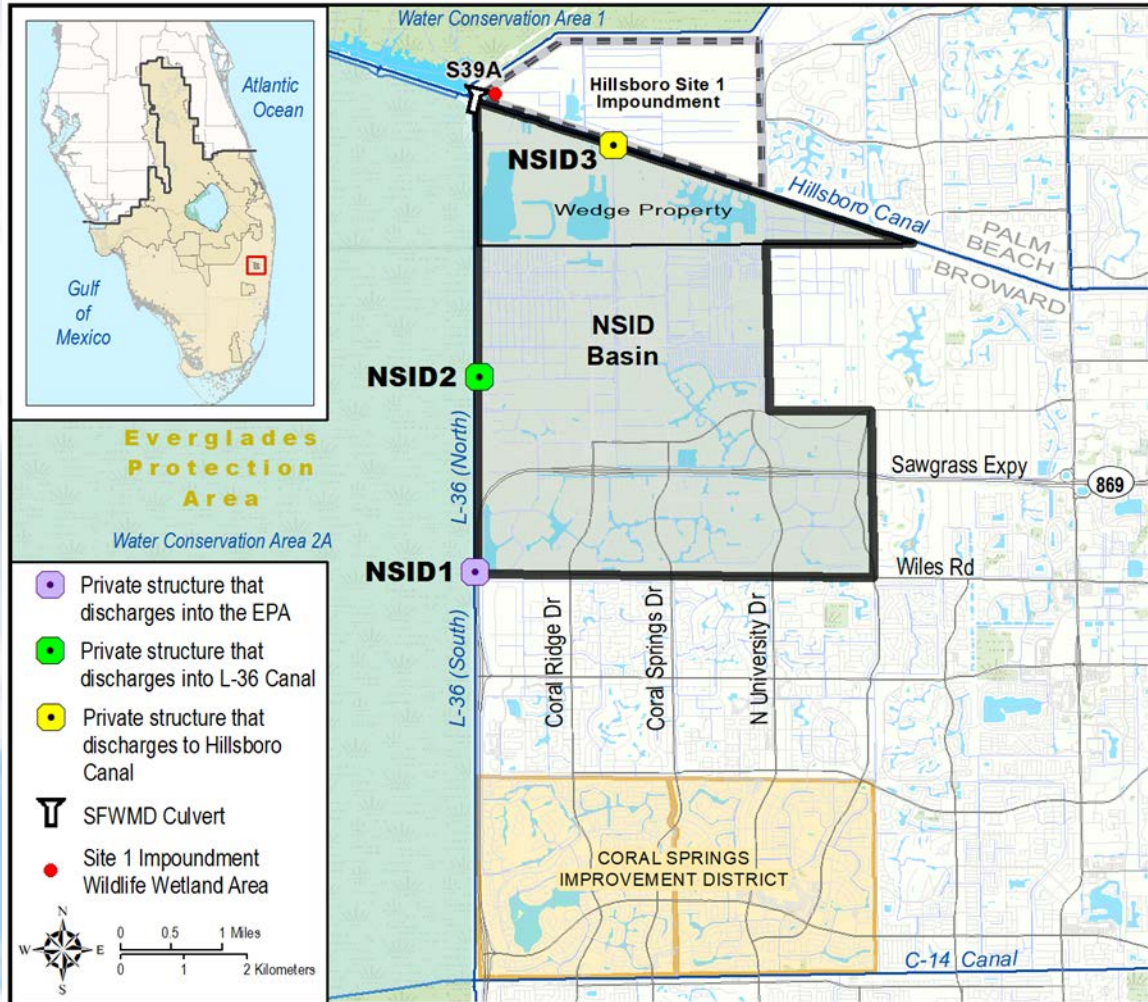 Water Conservation Area 1
S39A
Hillsboro Site 1
Impoundment
NSID3
Hillsboro Canal
Wedge Property
PALM BEACH
BROWARD
Atlantic
Ocean
Gulf
of
Mexico
NSID
Basin
NSID2
Everglades
Protection
Area
L-36 (North)
Sawgrass Expy
869
Water Conservation Area 2A
NSID1
Wiles Rd
L-36 (South)
Coral Ridge Dr
Coral Springs Dr
N University Dr
CORAL SPRINGS
IMPROVEMENT DISTRICT
C-14 Canal
Private structure that
discharges into the EPA
Private structure that
discharges into L-36 Canal
Private structure that
discharges to Hillsboro
Canal
SFWMD Culvert
Site 1 Impoundment
Wildlife Wetland Area
N
W
E
S
0 0.5 1 Miles
0 1 2 Kilometers